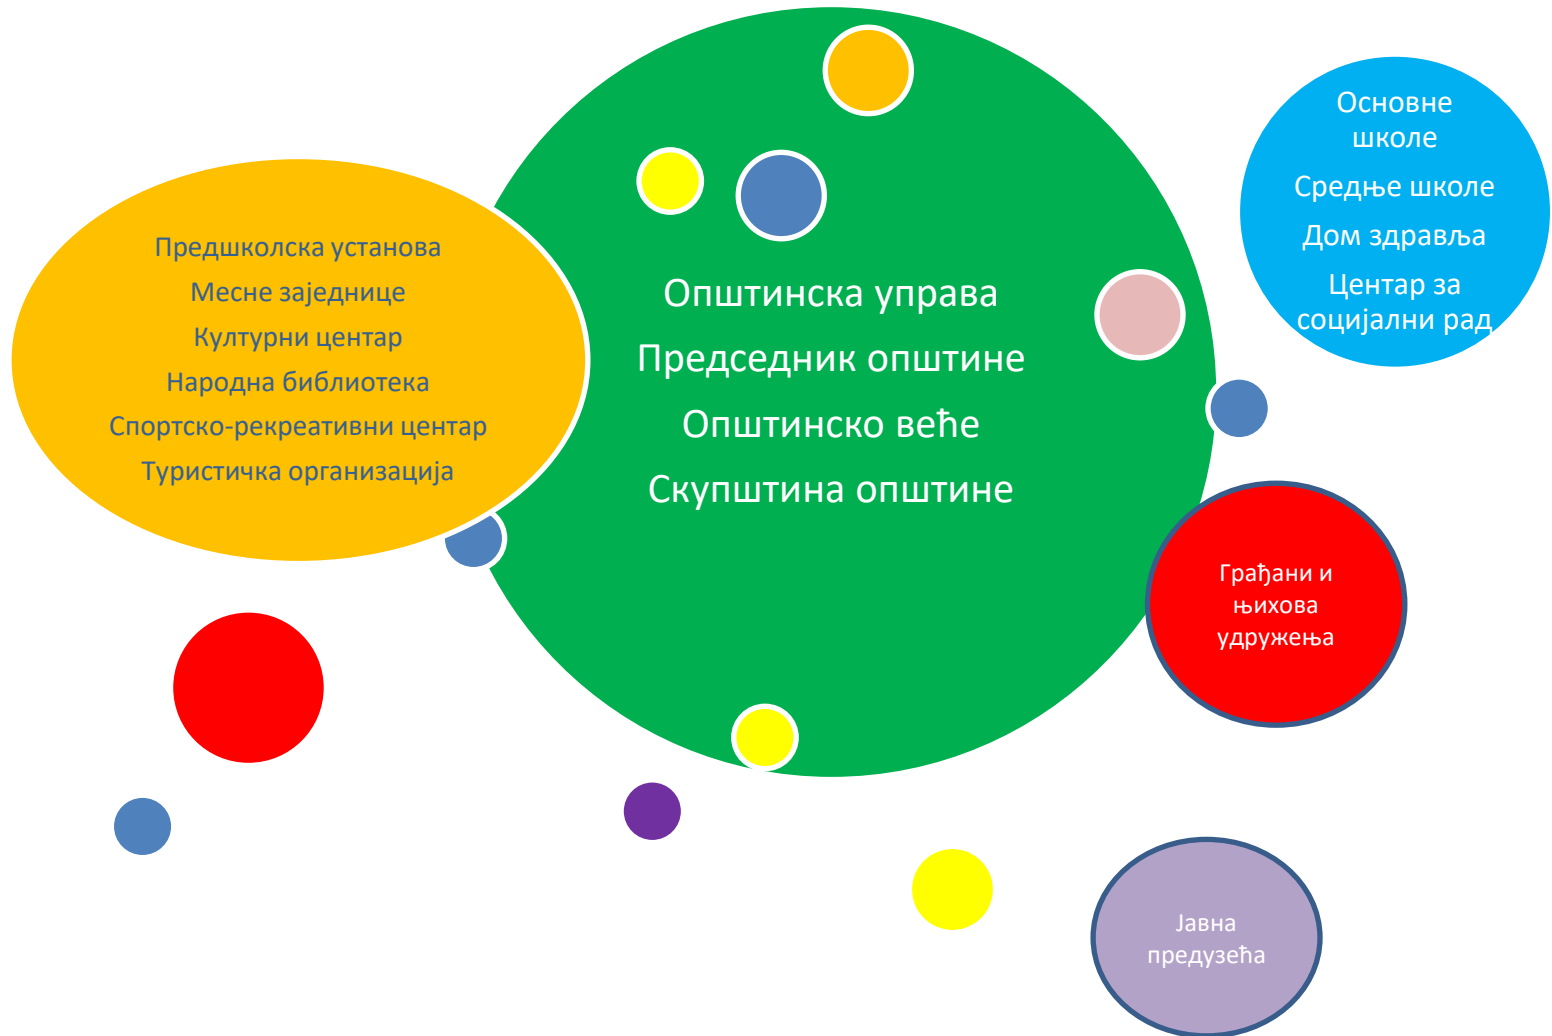 Предшколска установа
Месне заједнице
Културни центар
Народна библиотека
Спортско-рекреативни центар
Туристичка организација
Општинска управа
Председник општине
Општинско веће
Скупштина општине
Основне
школе
Средње школе
Дом здравља
Центар за
социјални рад
Грађани и
њихова
удружења
Јавна
предузећа